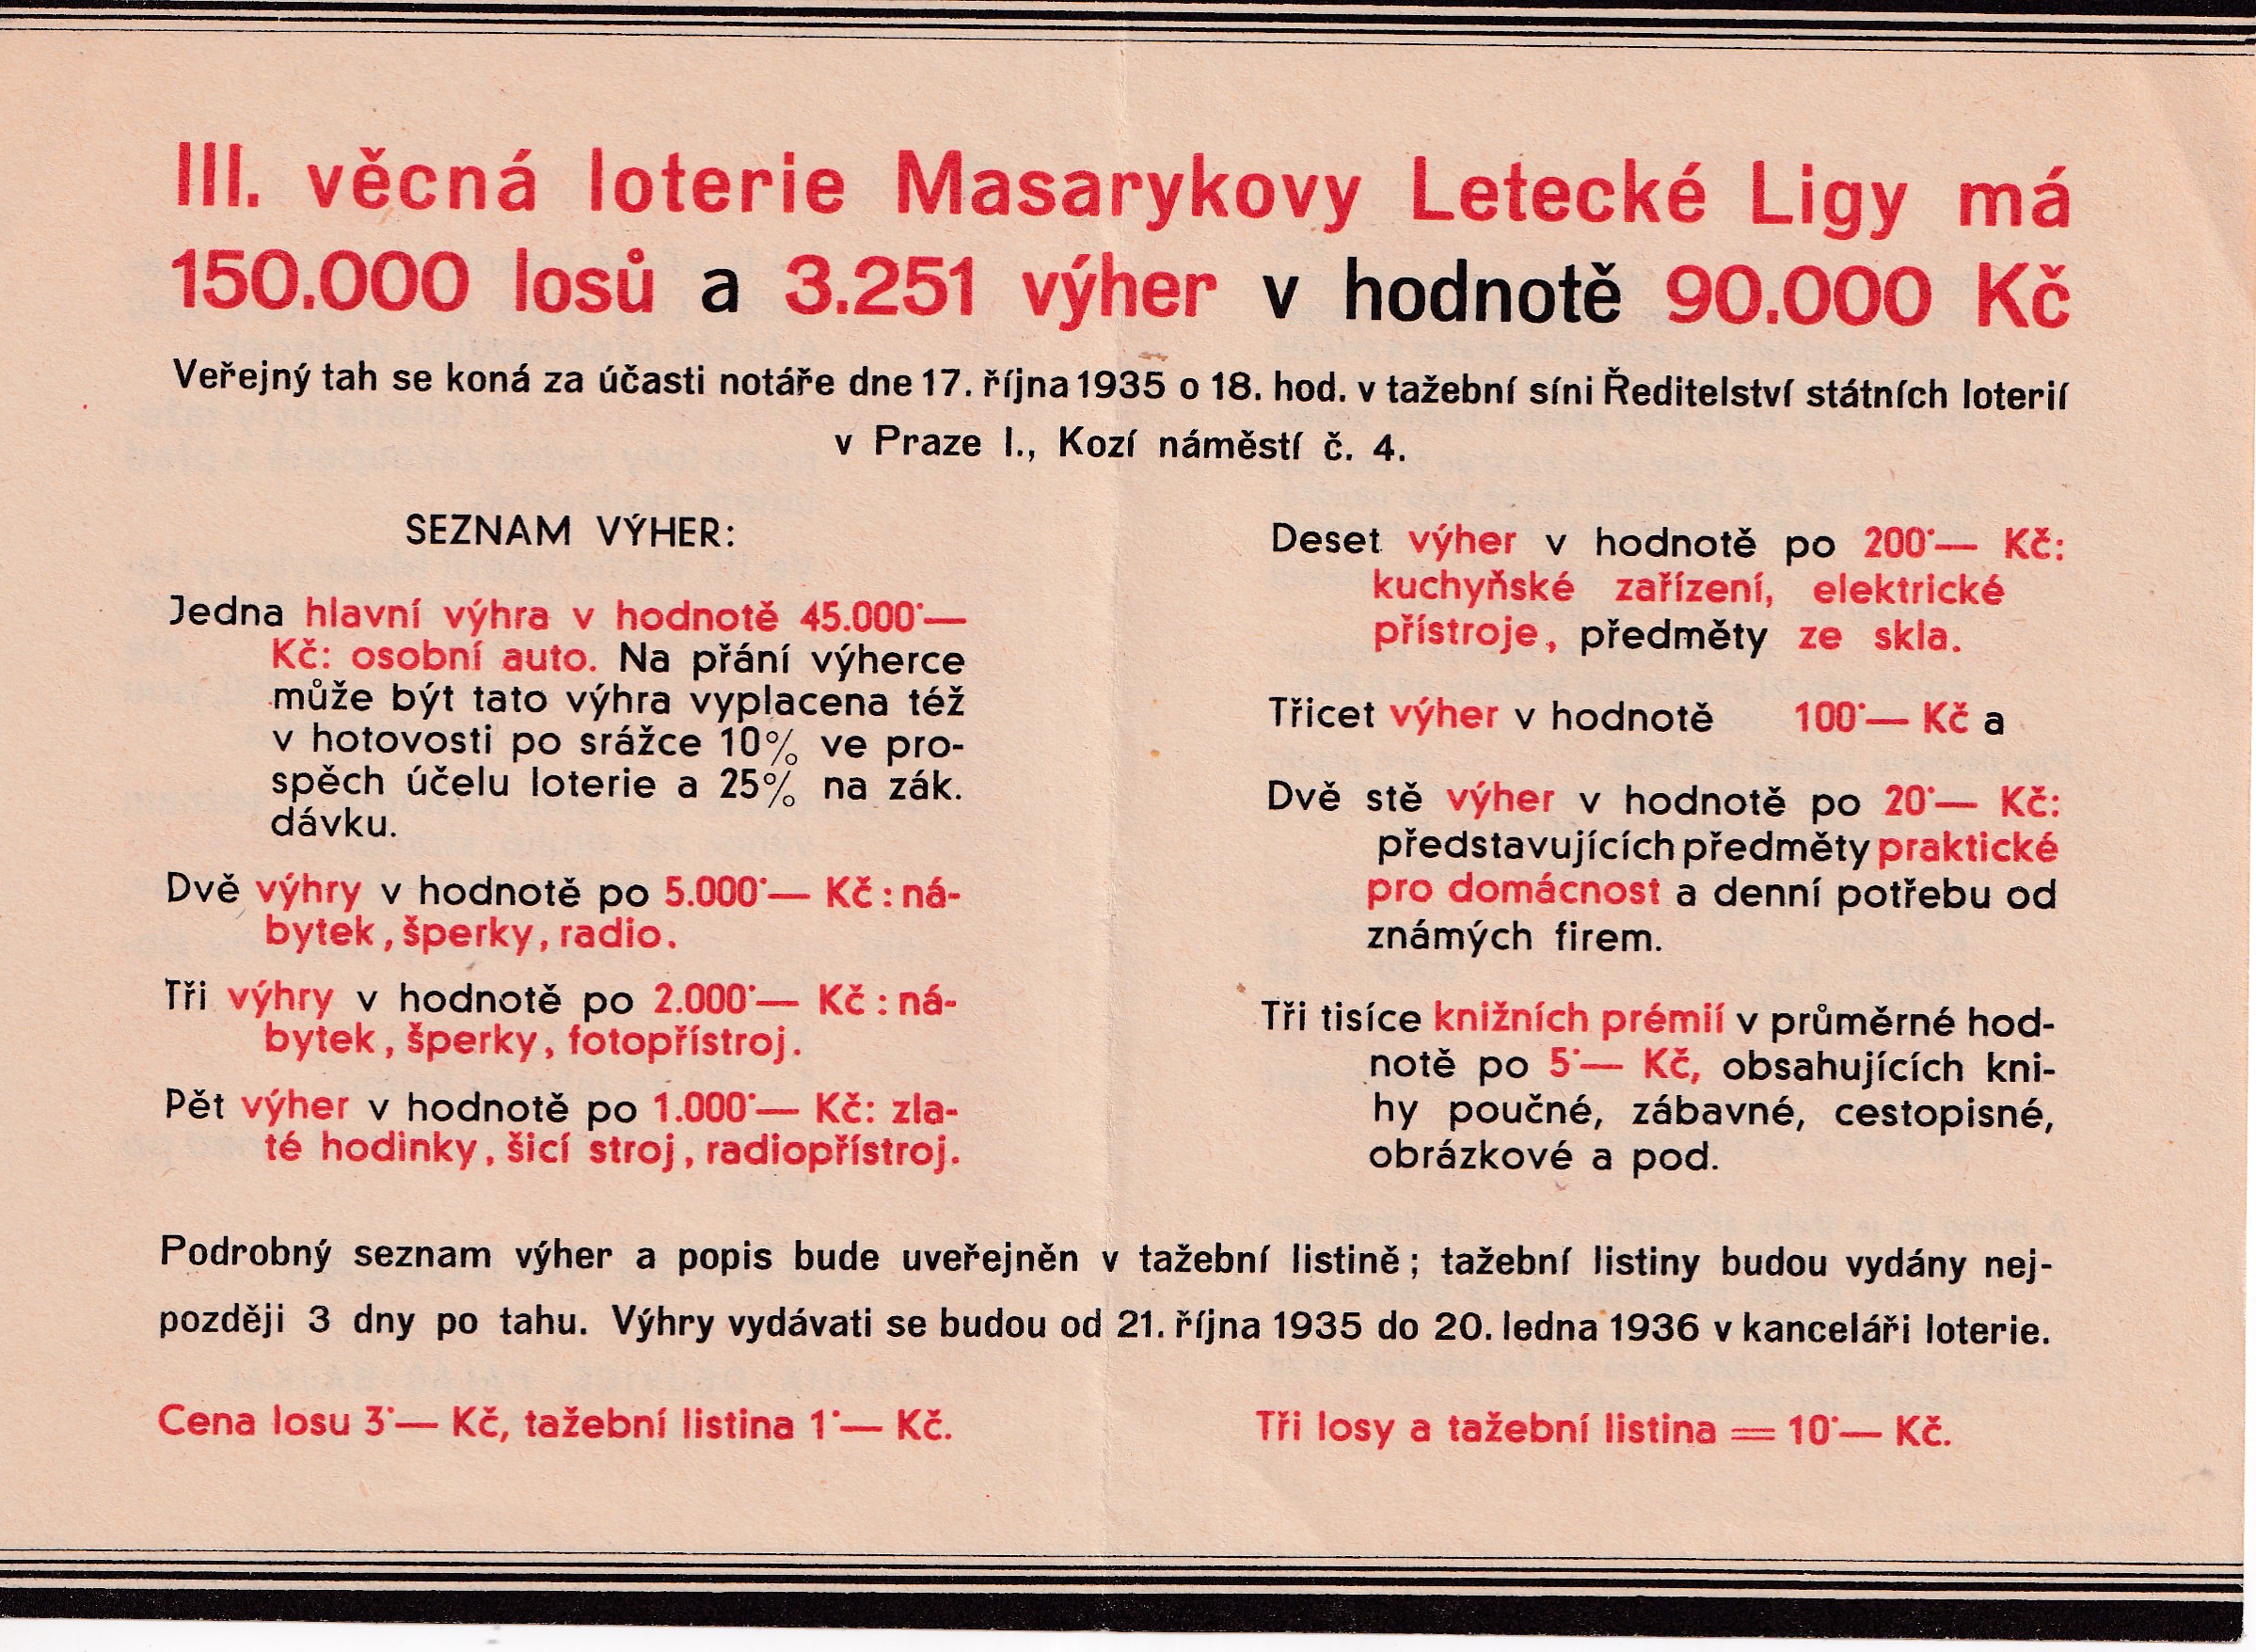 III. věcná loterie Masarykovy Letecké Ligy má
150.000 losů a 3.251 výher v hodnotě 90.000 Kč
Veřejný tah se koná za účasti notáře dne 17. října 1935 o 18. hod. v tažební síni Ředitelství státních loterií
v Praze I., Kozí náměstí č. 4.
SEZNAM VÝHER:
Jedna hlavní výhra v hodnotě 45.000·—
Kč: osobní auto. Na přání výherce
může být tato výhra vyplacena též
v hotovosti po srážce 10% ve pro-
spěch účelu loterie a 25% na zák.
dávku.
Dvě výhry v hodnotě po 5.000·— Kč : ná-
bytek, šperky, radio.
Tři výhry v hodnotě po 2.000·— Kč : ná-
bytek, šperky, fotopřístroj.
Pět výher v hodnotě po 1.000·— Kč: zla-
té hodinky, šicí stroj, radiopřístroj.
Deset výher v hodnotě po 200·— Kč:
kuchyňské zařízení, elektrické
přístroje, předměty ze skla.
Třicet výher v hodnotě 100·— Kč a
Dvě stě výher v hodnotě po 20·— Kč:
představujících předměty praktické
pro domácnost a denní potřebu od
známých firem.
Tři tisíce knižních prémií v průměrné hod-
notě po 5·— Kč, obsahujících kni-
hy poučné, zábavné, cestopisné,
obrázkové a pod.
Podrobný seznam výher a popis bude uveřejněn v tažební listině; tažební listiny budou vydány nej-
později 3 dny po tahu. Výhry vydávati se budou od 21. října 1935 do 20. ledna 1936 v kanceláři loterie.
Cena losu 3·— Kč, tažební listina 1·— Kč.
Tři losy a tažební listina = 10·— Kč.